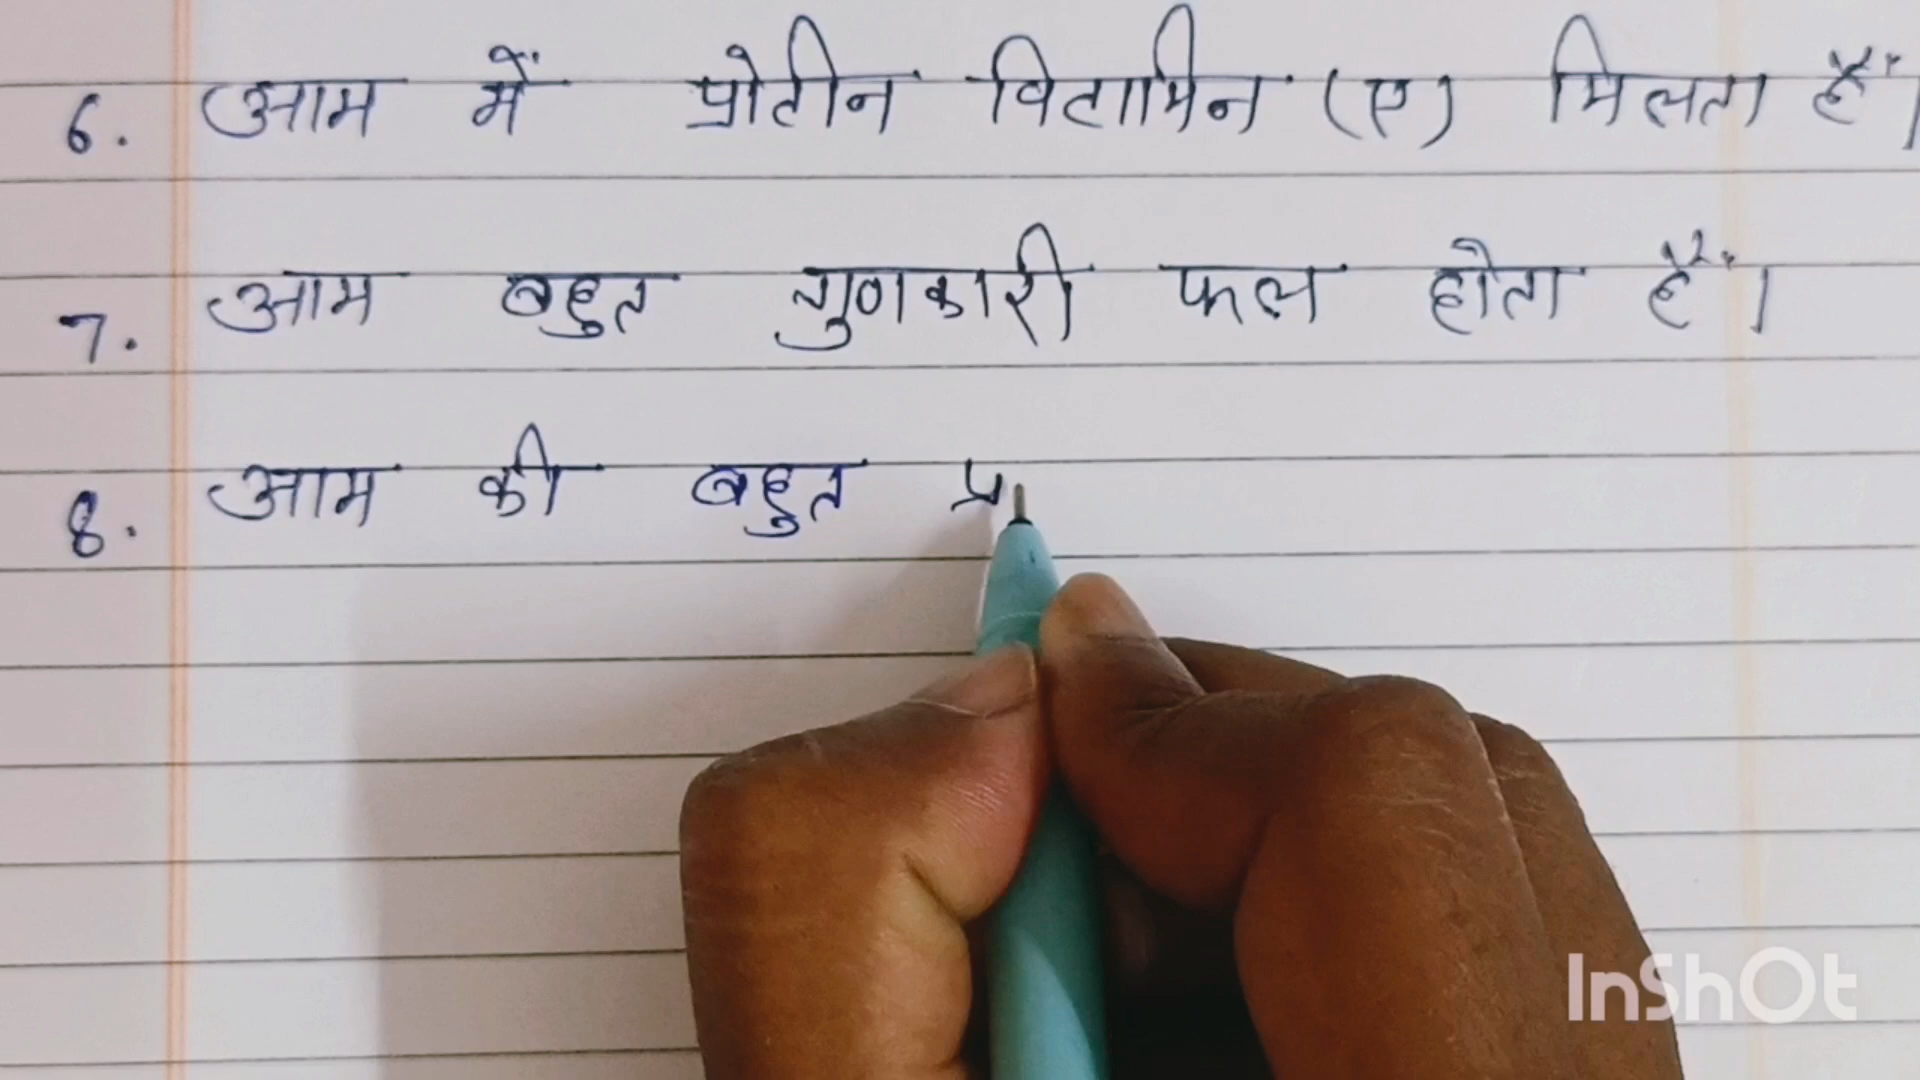 6. आम में प्रोटीन विटामिन (ए) मिलता हैं।
7. आम बहुत गुणकारी फल होता हैं।
8. आम की बहुत प्र
InShOt